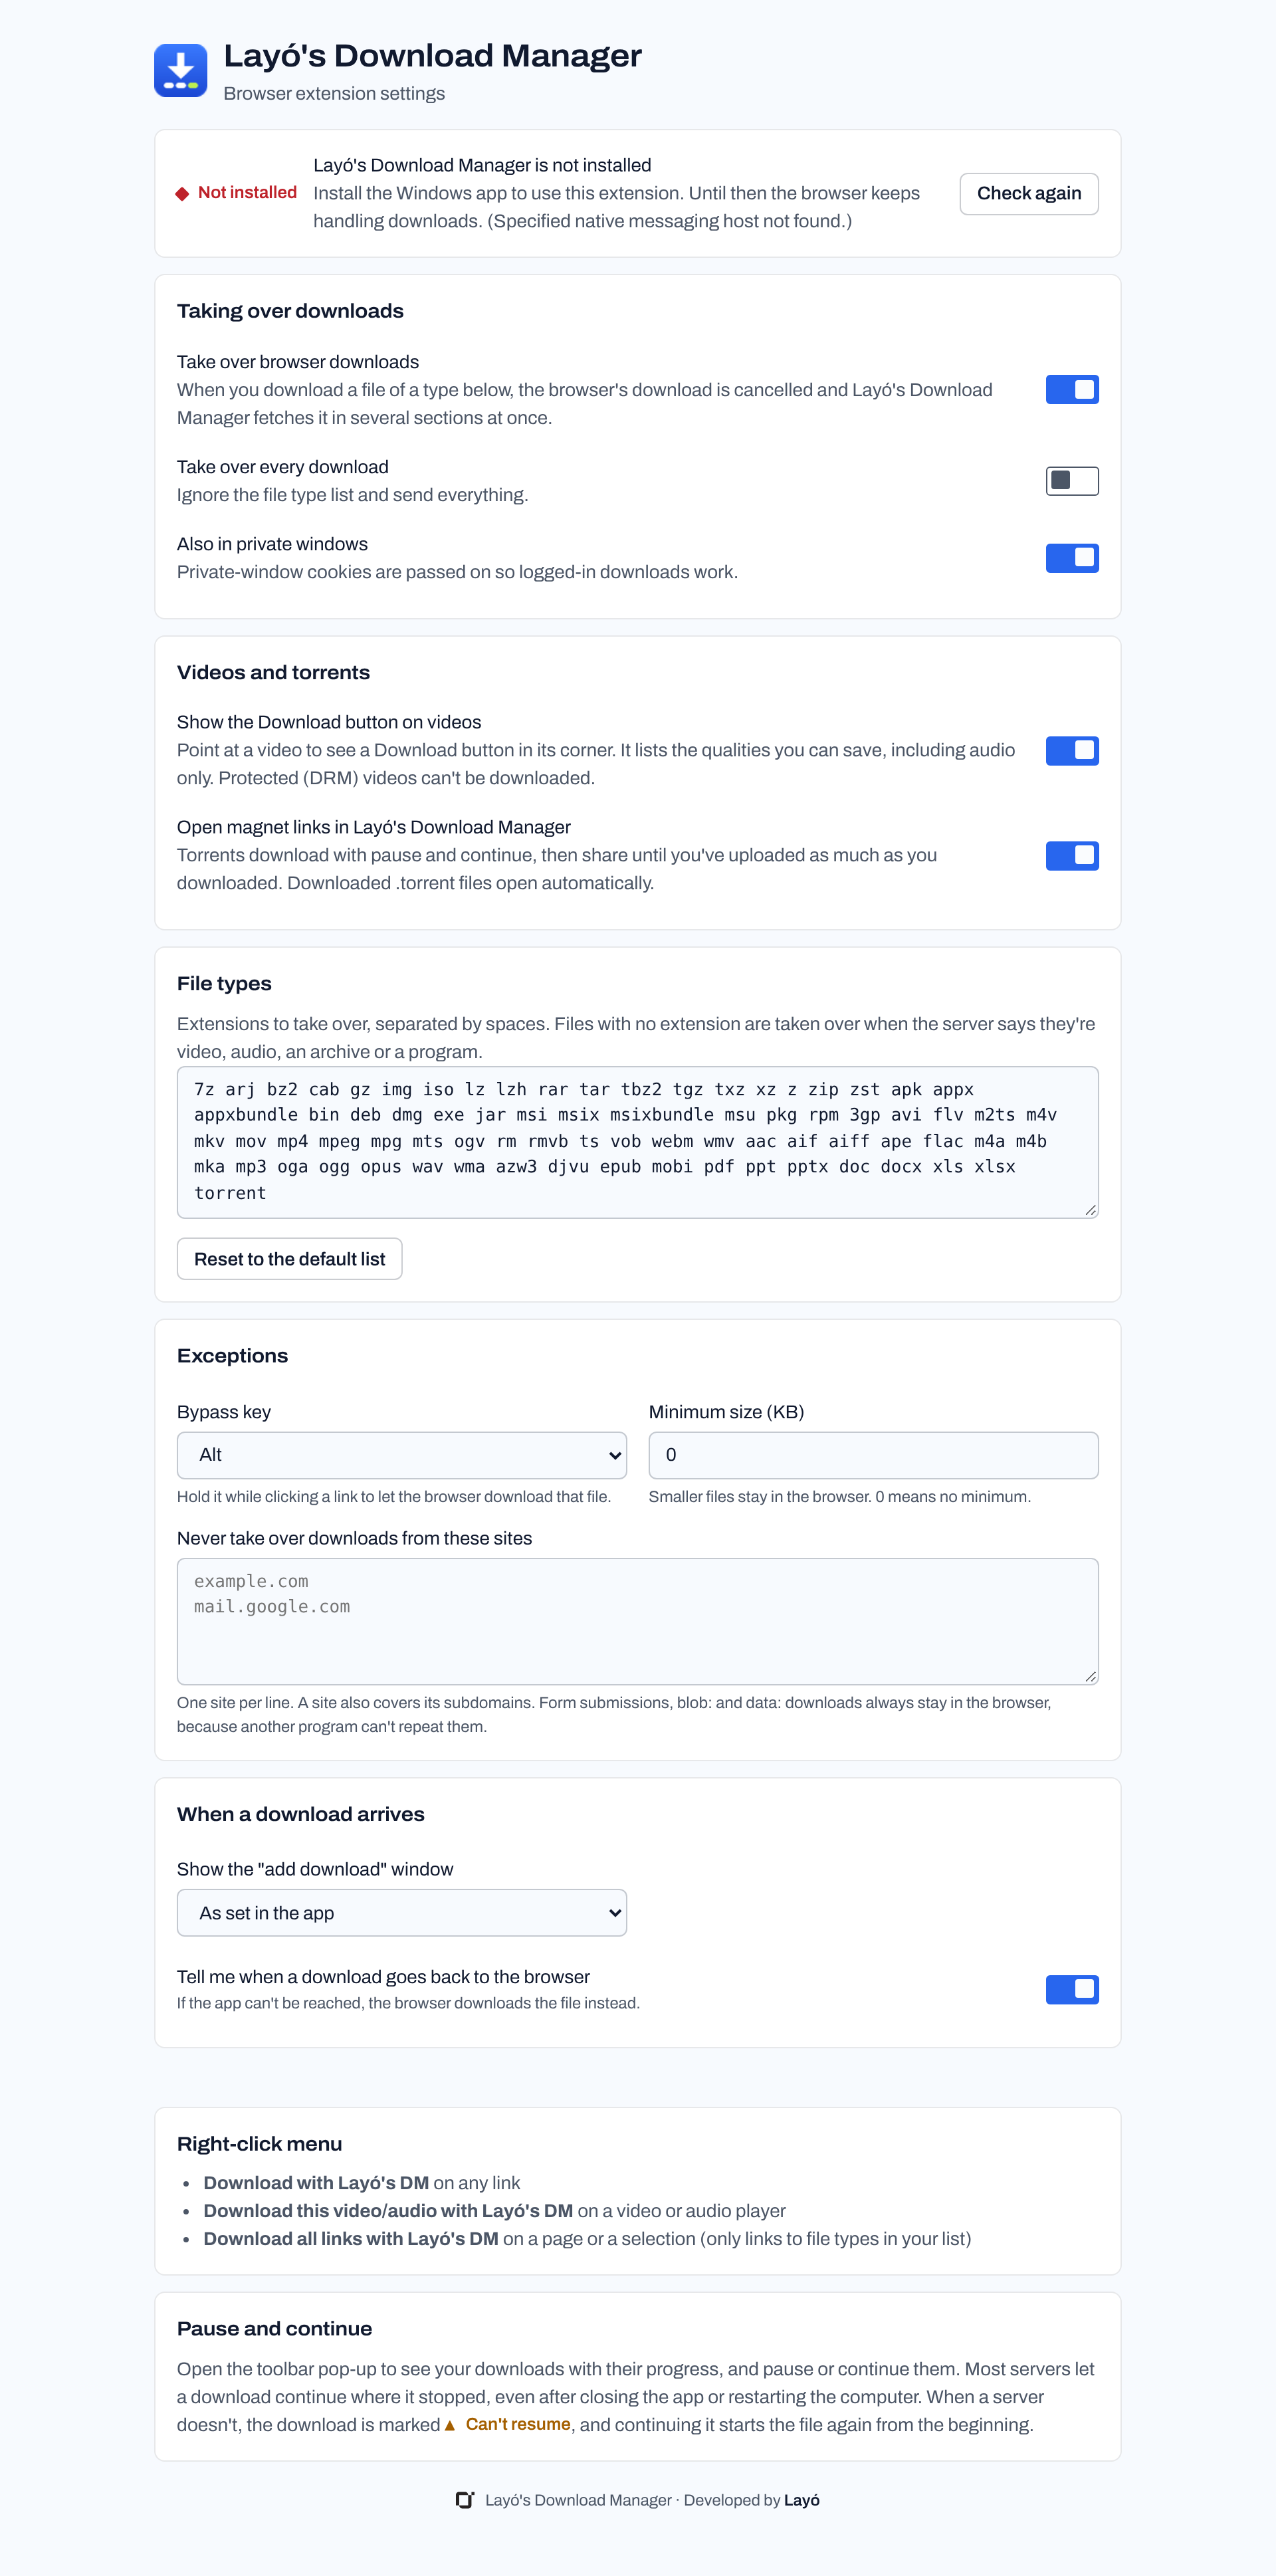 Layó's Download Manager
Browser extension settings
Not installed
Layó's Download Manager is not installed
Install the Windows app to use this extension. Until then the browser keeps
handling downloads. (Specified native messaging host not found.)
Check again
Taking over downloads
Take over browser downloads
When you download a file of a type below, the browser's download is cancelled and Layó's Download
Manager fetches it in several sections at once.
Take over every download
Ignore the file type list and send everything.
Also in private windows
Private-window cookies are passed on so logged-in downloads work.
Videos and torrents
Show the Download button on videos
Point at a video to see a Download button in its corner. It lists the qualities you can save, including audio
only. Protected (DRM) videos can't be downloaded.
Open magnet links in Layó's Download Manager
Torrents download with pause and continue, then share until you've uploaded as much as you
downloaded. Downloaded .torrent files open automatically.
File types
Extensions to take over, separated by spaces. Files with no extension are taken over when the server says they're
video, audio, an archive or a program.
7z arj bz2 cab gz img iso lz lzh rar tar tbz2 tgz txz xz z zip zst apk appx
appxbundle bin deb dmg exe jar msi msix msixbundle msu pkg rpm 3gp avi flv m2ts m4v
mkv mov mp4 mpeg mpg mts ogv rm rmvb ts vob webm wmv aac aif aiff ape flac m4a m4b
mka mp3 oga ogg opus wav wma azw3 djvu epub mobi pdf ppt pptx doc docx xls xlsx
torrent
Reset to the default list
Exceptions
Bypass key
Alt
Hold it while clicking a link to let the browser download that file.
Minimum size (KB)
0
Smaller files stay in the browser. 0 means no minimum.
Never take over downloads from these sites
example.com
mail.google.com
One site per line. A site also covers its subdomains. Form submissions, blob: and data: downloads always stay in the browser,
because another program can't repeat them.
When a download arrives
Show the "add download" window
As set in the app
Tell me when a download goes back to the browser
If the app can't be reached, the browser downloads the file instead.
Right-click menu
• Download with Layó's DM on any link
• Download this video/audio with Layó's DM on a video or audio player
• Download all links with Layó's DM on a page or a selection (only links to file types in your list)
Pause and continue
Open the toolbar pop-up to see your downloads with their progress, and pause or continue them. Most servers let
a download continue where it stopped, even after closing the app or restarting the computer. When a server
doesn't, the download is marked ▲ Can't resume, and continuing it starts the file again from the beginning.
Layó's Download Manager · Developed by Layó